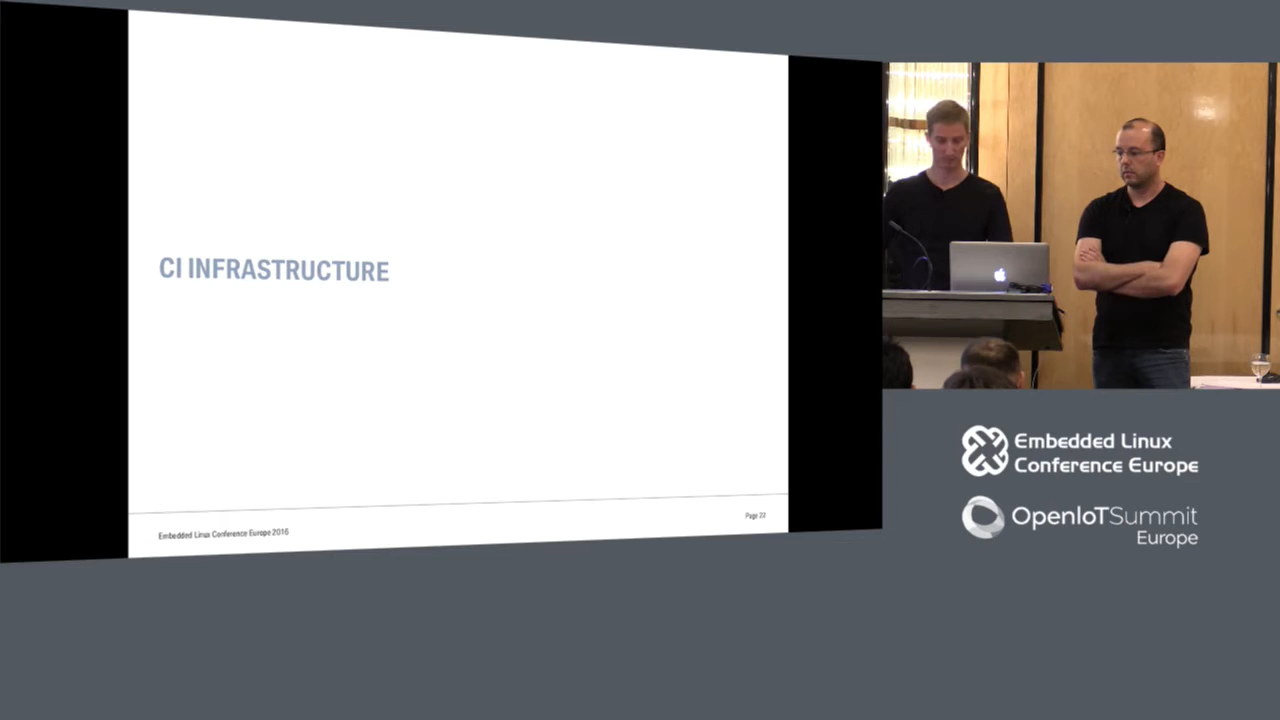 CI INFRASTRUCTURE
Embedded Linux Conference Europe 2016
Page 22
Embedded Linux
Conference Europe
OpenIoTSummit
Europe